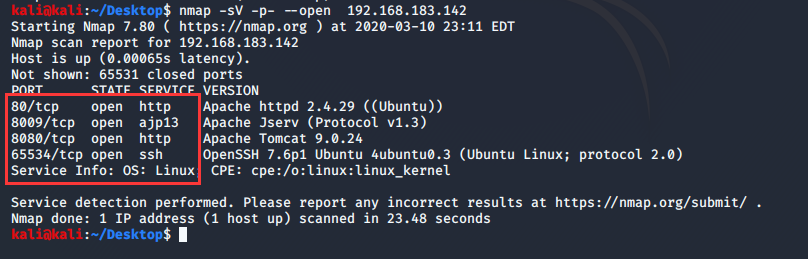 kali@kali:~/Desktop$ nmap -sV -p- --open  192.168.183.142
Starting Nmap 7.80 ( https://nmap.org ) at 2020-03-10 23:11 EDT
Nmap scan report for 192.168.183.142
Host is up (0.00065s latency).
Not shown: 65531 closed ports
PORT      STATE SERVICE VERSION
80/tcp    open  http    Apache httpd 2.4.29 ((Ubuntu))
8009/tcp  open  ajp13   Apache Jserv (Protocol v1.3)
8080/tcp  open  http    Apache Tomcat 9.0.24
65534/tcp open  ssh     OpenSSH 7.6p1 Ubuntu 4ubuntu0.3 (Ubuntu Linux; protocol 2.0)
Service Info: OS: Linux; CPE: cpe:/o:linux:linux_kernel

Service detection performed. Please report any incorrect results at https://nmap.org/submit/ .
Nmap done: 1 IP address (1 host up) scanned in 23.48 seconds
kali@kali:~/Desktop$